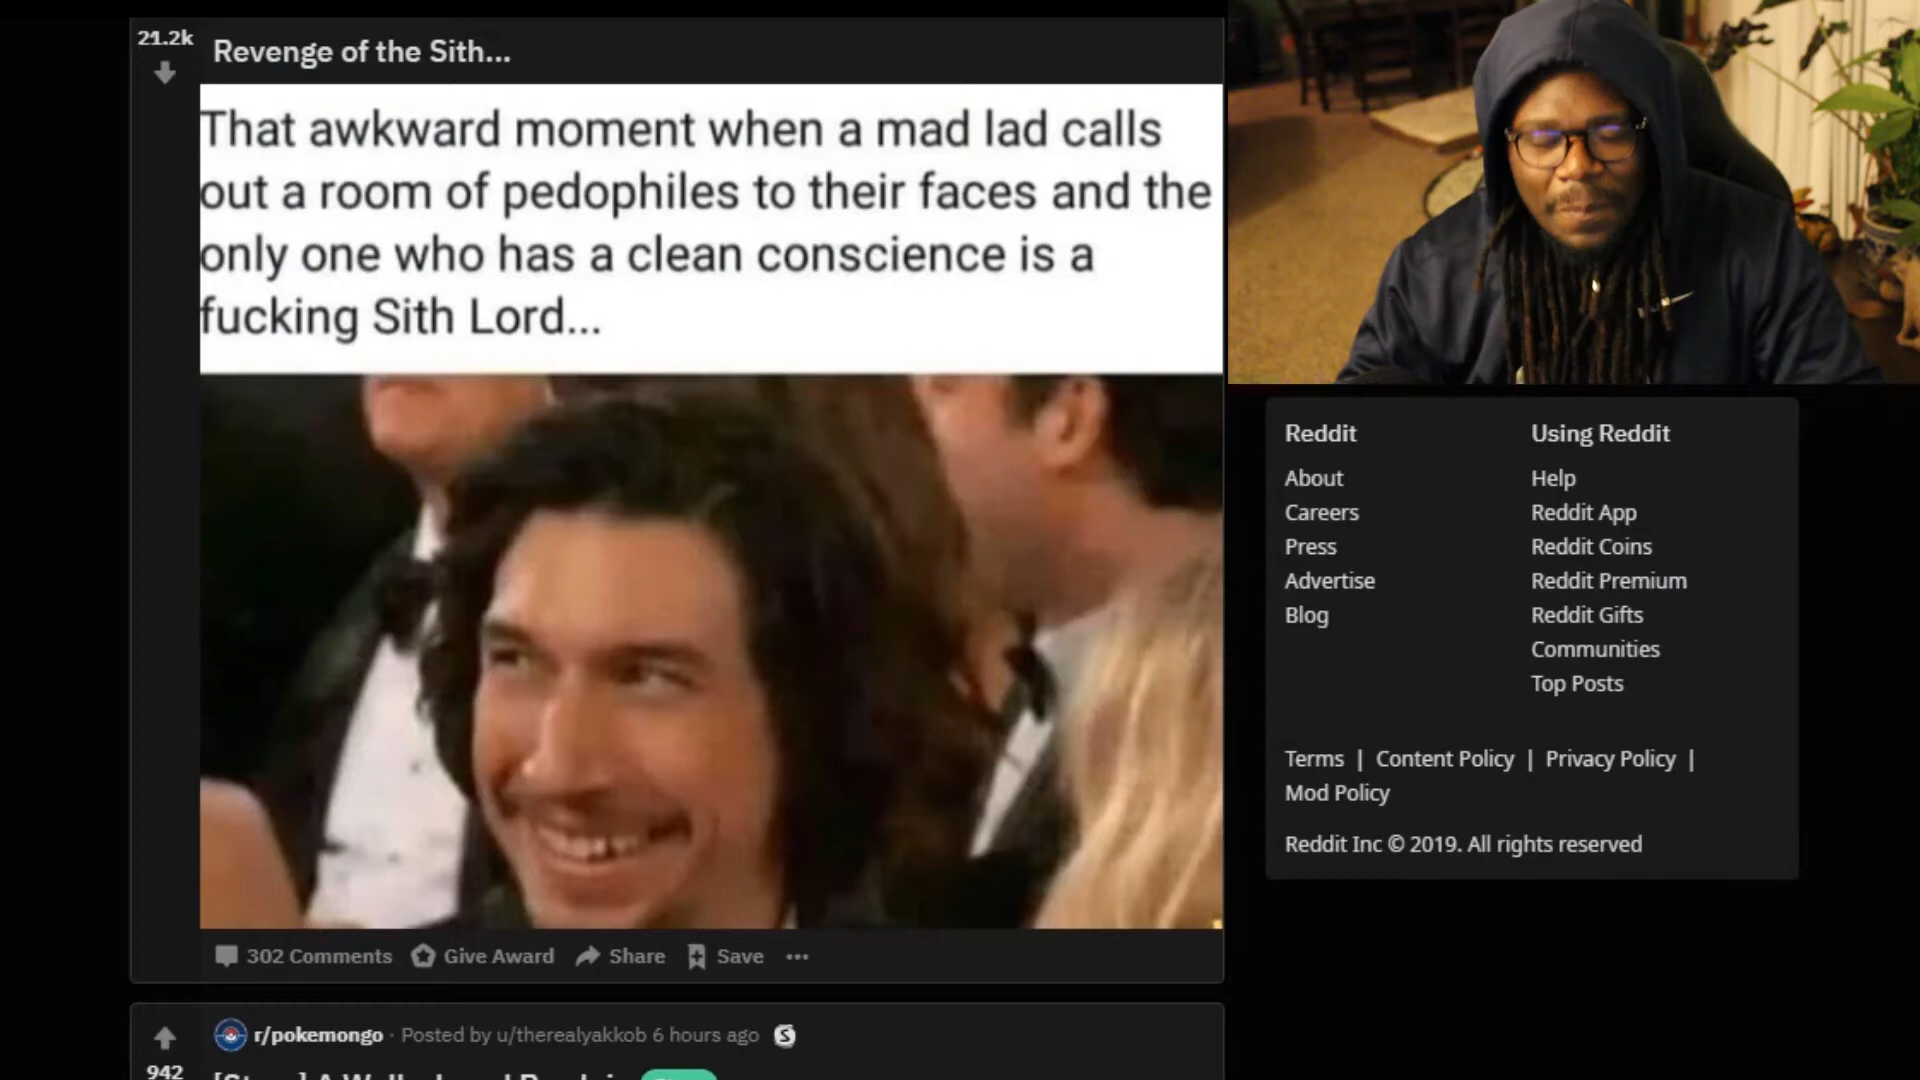 21.2k
Revenge of the Sith...
That awkward moment when a mad lad calls
out a room of pedophiles to their faces and the
only one who has a clean conscience is a
fucking Sith Lord...
302 Comments Give Award Share Save ...
r/pokemongo · Posted by u/therealyakkob 6 hours ago
942
Reddit
About
Careers
Press
Advertise
Blog
Using Reddit
Help
Reddit App
Reddit Coins
Reddit Premium
Reddit Gifts
Communities
Top Posts
Terms | Content Policy | Privacy Policy |
Mod Policy
Reddit Inc © 2019. All rights reserved